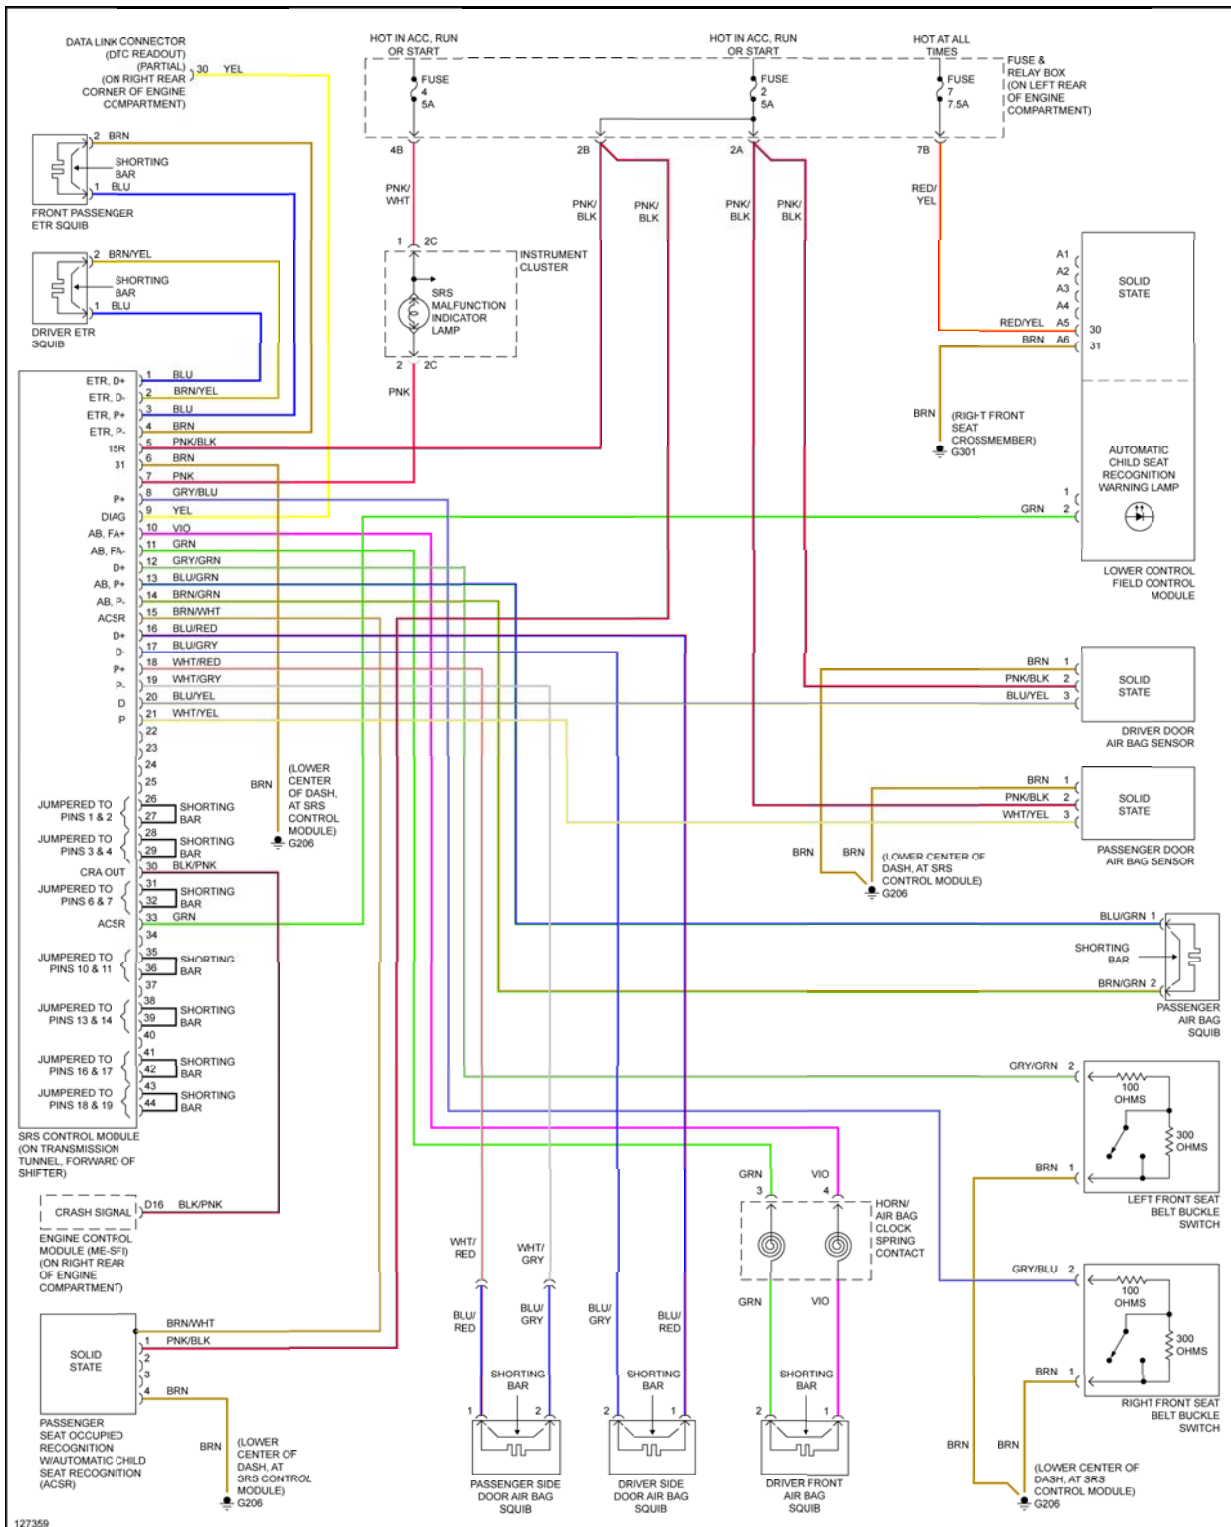 DATA LINK CONNECTOR
(DTC READOUT)
(PARTIAL)
(ON RIGHT REAR
CORNER OF ENGINE
COMPARTMENT)
30 YEL
HOT IN ACC, RUN
OR START
HOT IN ACC, RUN
OR START
HOT AT ALL
TIMES
FUSE
4
5A
FUSE
2
5A
FUSE
7
7.5A
FUSE &
RELAY BOX
(ON LEFT REAR
OF ENGINE
COMPARTMENT)
4B
2B
2A
7B
PNK/
WHT
PNK/
BLK
PNK/
BLK
PNK/
BLK
PNK/
BLK
RED/
YEL
2 BRN
SHORTING
BAR
1 BLU
FRONT PASSENGER
ETR SQUIB
2 BRN/YEL
SHORTING
BAR
1 BLU
DRIVER ETR
SQUIB
1 2C
INSTRUMENT
CLUSTER
SRS
MALFUNCTION
INDICATOR
LAMP
2 2C
PNK
A1
A2
A3
A4
RED/YEL A5 30
BRN A6 31
SOLID
STATE
BRN
(RIGHT FRONT
SEAT
CROSSMEMBER)
G301
AUTOMATIC
CHILD SEAT
RECOGNITION
WARNING LAMP
1
GRN 2
LOWER CONTROL
FIELD CONTROL
MODULE
ETR, D+ 1 BLU
ETR, D- 2 BRN/YEL
ETR, P+ 3 BLU
ETR, P- 4 BRN
15R 5 PNK/BLK
31 6 BRN
7 PNK
P+ 8 GRY/BLU
DIAG 9 YEL
AB, FA+ 10 VIO
AB, FA- 11 GRN
D+ 12 GRY/GRN
AB, P+ 13 BLU/GRN
AB, P- 14 BRN/GRN
ACSR 15 BRN/WHT
D+ 16 BLU/RED
D- 17 BLU/GRY
P+ 18 WHT/RED
P- 19 WHT/GRY
D 20 BLU/YEL
P 21 WHT/YEL
22
23
24
25
JUMPERED TO
PINS 1 & 2
26
27
SHORTING
BAR
JUMPERED TO
PINS 3 & 4
28
29
SHORTING
BAR
CRA OUT 30 BLK/PNK
JUMPERED TO
PINS 6 & 7
31
32
SHORTING
BAR
ACSR 33 GRN
34
JUMPERED TO
PINS 10 & 11
35
36
SHORTING
BAR
37
JUMPERED TO
PINS 13 & 14
38
39
SHORTING
BAR
40
JUMPERED TO
PINS 16 & 17
41
42
SHORTING
BAR
JUMPERED TO
PINS 18 & 19
43
44
SHORTING
BAR
SRS CONTROL MODULE
(ON TRANSMISSION
TUNNEL, FORWARD OF
SHIFTER)
BRN
(LOWER
CENTER
OF DASH,
AT SRS
CONTROL
MODULE)
G206
BRN 1
PNK/BLK 2
BLU/YEL 3
SOLID
STATE
DRIVER DOOR
AIR BAG SENSOR
BRN 1
PNK/BLK 2
WHT/YEL 3
SOLID
STATE
PASSENGER DOOR
AIR BAG SENSOR
BRN
BRN
(LOWER CENTER OF
DASH, AT SRS
CONTROL MODULE)
G206
BLU/GRN 1
SHORTING
BAR
BRN/GRN 2
PASSENGER
AIR BAG
SQUIB
GRY/GRN 2
100
OHMS
300
OHMS
BRN 1
LEFT FRONT SEAT
BELT BUCKLE
SWITCH
GRY/BLU 2
100
OHMS
300
OHMS
BRN 1
RIGHT FRONT SEAT
BELT BUCKLE
SWITCH
BRN
BRN
(LOWER CENTER OF
DASH, AT SRS
CONTROL MODULE)
G206
CRASH SIGNAL D16 BLK/PNK
ENGINE CONTROL
MODULE (ME-SFI)
(ON RIGHT REAR
OF ENGINE
COMPARTMENT)
BRN/WHT
1 PNK/BLK
2
3
4 BRN
SOLID
STATE
PASSENGER
SEAT OCCUPIED
RECOGNITION
W/AUTOMATIC CHILD
SEAT RECOGNITION
(ACSR)
BRN
(LOWER
CENTER OF
DASH, AT
SRS CONTROL
MODULE)
G206
WHT/
RED
WHT/
GRY
BLU/
RED
BLU/
GRY
BLU/
GRY
BLU/
RED
GRN
3
VIO
4
HORN/
AIR BAG
CLOCK
SPRING
CONTACT
GRN
VIO
SHORTING
BAR
1 2
PASSENGER SIDE
DOOR AIR BAG
SQUIB
SHORTING
BAR
2 1
DRIVER SIDE
DOOR AIR BAG
SQUIB
SHORTING
BAR
2 1
DRIVER FRONT
AIR BAG
SQUIB
127359